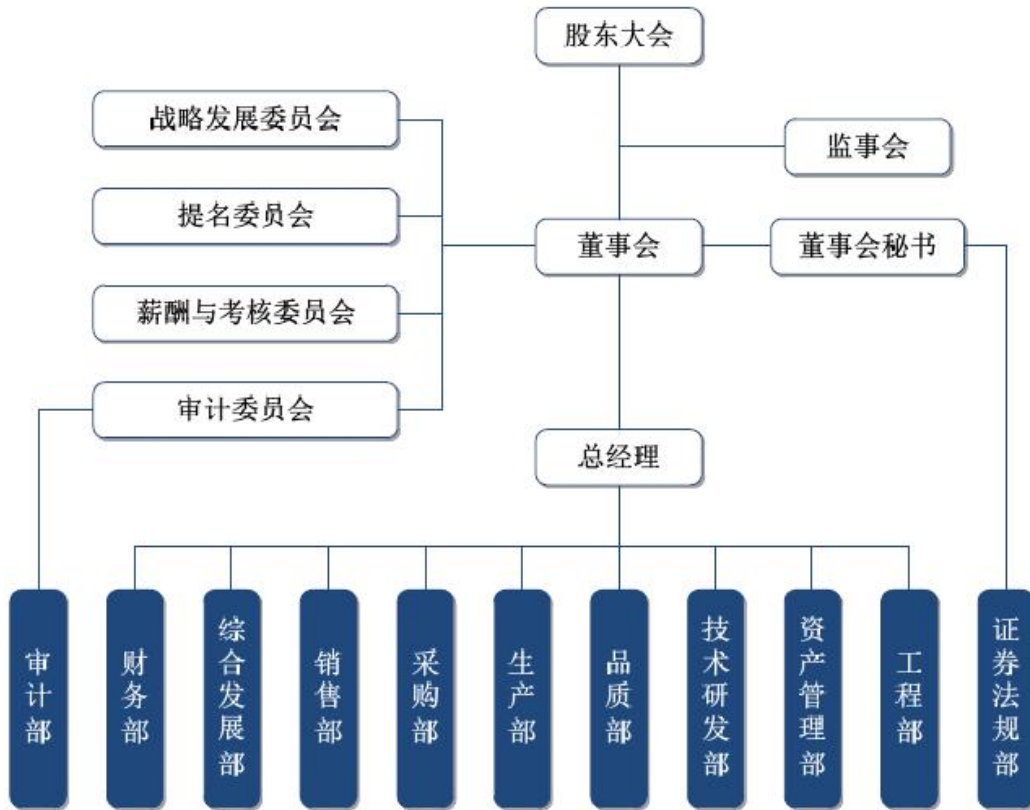 股东大会
战略发展委员会
监事会
提名委员会
董事会
董事会秘书
薪酬与考核委员会
审计委员会
总经理
审计部
财务部
综合发展部
销售部
采购部
生产部
品质部
技术研发部
资产管理部
工程部
证券法规部